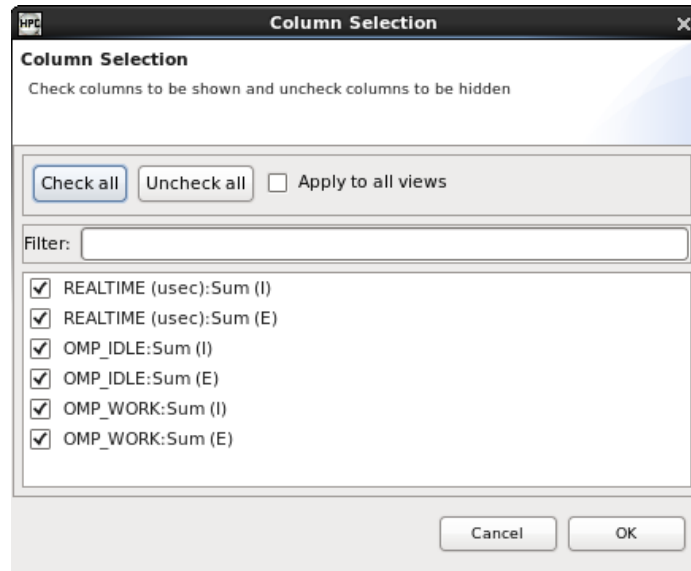 HPC
Column Selection
Column Selection
Check columns to be shown and uncheck columns to be hidden
Check all Uncheck all Apply to all views
Filter:
REALTIME (usec):Sum (I)
REALTIME (usec):Sum (E)
OMP_IDLE:Sum (I)
OMP_IDLE:Sum (E)
OMP_WORK:Sum (I)
OMP_WORK:Sum (E)
Cancel OK